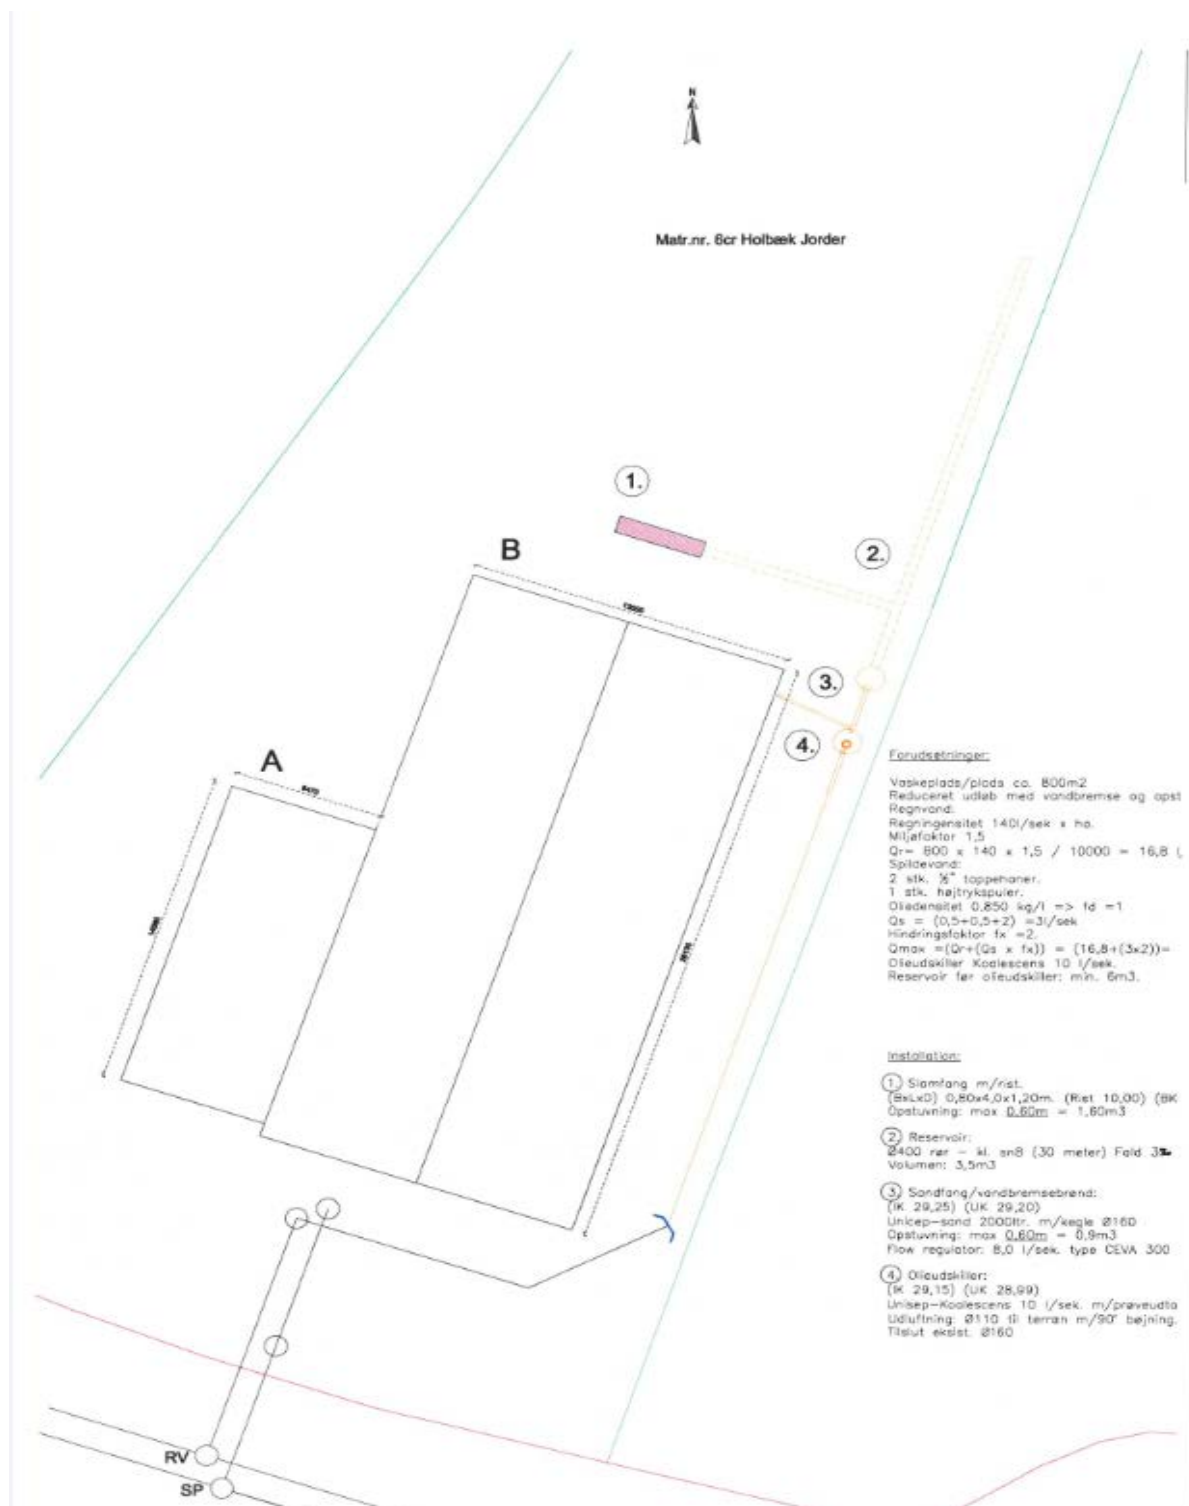 N
Matr.nr. 6cr Holbæk Jorder
1.
B
2.
3.
4.
A
Forudsetninger:
Vaskeplads/plads ca. 800m2
Reduceret udløb med vandbremse og opst
Regnvand:
Regningensitet 140l/sek x ha.
Miljøfaktor 1,5
Qr= 800 x 140 x 1,5 / 10000 = 16,8 (
Spildevand:
2 stk. ½" tappehaner.
1 stk. højtrykspuler.
Oliedensitet 0,850 kg/l => fd =1
Qs = (0,5+0,5+2) =3l/sek
Hindringsfaktor fx =2.
Qmax =(Qr+(Qs x fx)) = (16,8+(3x2))=
Olieudskiller Koalescens 10 l/sek.
Reservoir før olieudskiller: min. 6m3.
Installation:
1. Slamfang m/rist.
(BxLxD) 0,80x4,0x1,20m. (Rist 10,00) (BK
Opstuvning: max 0,60m = 1,60m3
2. Reservoir:
Ø400 rør - kl. sn8 (30 meter) Fald 3‰
Volumen: 3,5m3
3. Sandfang/vandbremsebrønd:
(IK 29,25) (UK 29,20)
Unicep-sand 2000ltr. m/kegle Ø160
Opstuvning: max 0,60m = 0,9m3
Flow regulator: 8,0 l/sek. type CEVA 300
4. Olieudskiller:
(IK 29,15) (UK 28,99)
Unisep-Koalescens 10 l/sek. m/prøveudta
Udluftning: Ø110 til terræn m/90° bøjning.
Tilslut eksist. Ø160
RV
SP